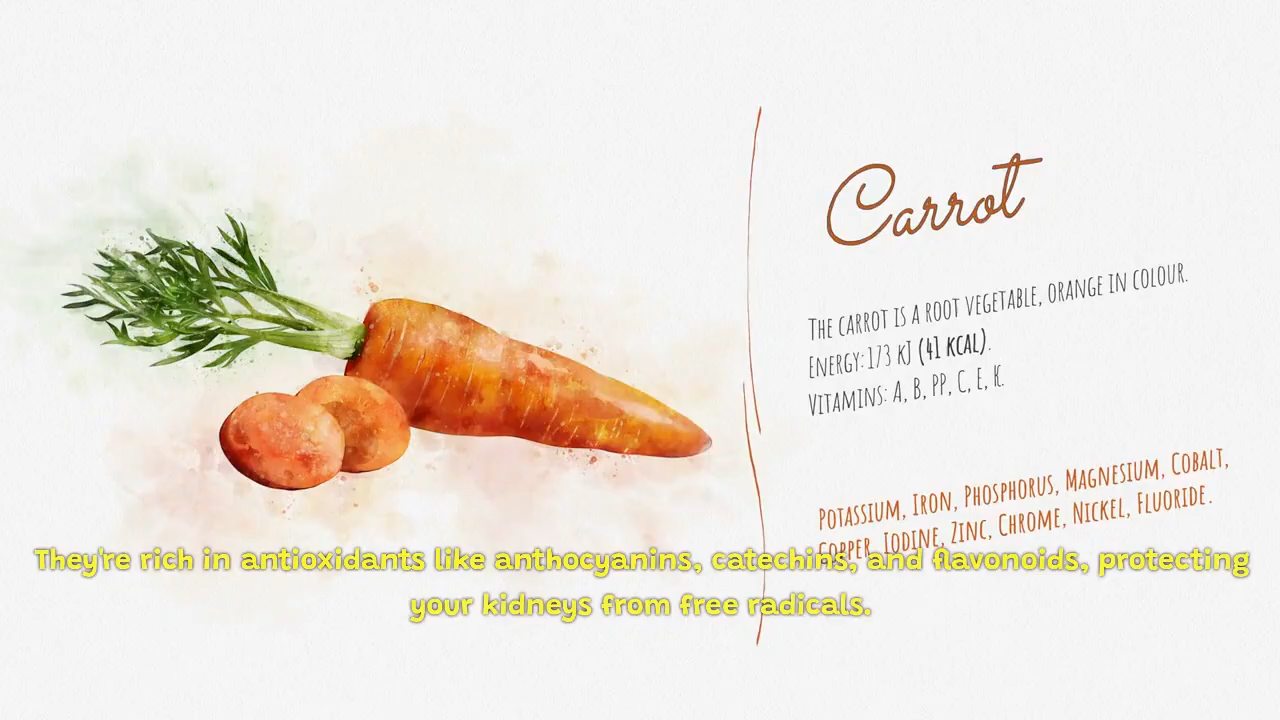 Carrot
The carrot is a root vegetable, orange in colour.
Energy: 173 kJ (41 kcal).
Vitamins: A, B, PP, C, E, K.
Potassium, Iron, Phosphorus, Magnesium, Cobalt,
Copper, Iodine, Zinc, Chrome, Nickel, Fluoride.
They're rich in antioxidants like anthocyanins, catechins, and flavonoids, protecting
your kidneys from free radicals.